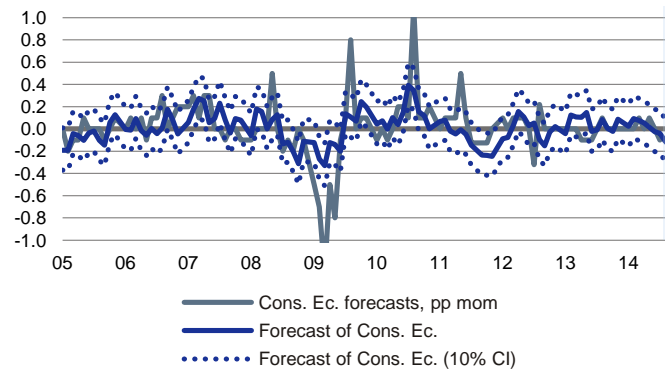 1.0
0.8
0.6
0.4
0.2
0.0
-0.2
-0.4
-0.6
-0.8
-1.0
05 06 07 08 09 10 11 12 13 14
Cons. Ec. forecasts, pp mom
Forecast of Cons. Ec.
Forecast of Cons. Ec. (10% CI)